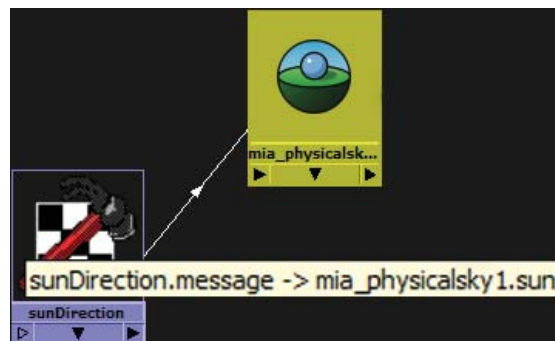 mia_physicalsk...
sunDirection.message -> mia_physicalsky1.sun
sunDirection